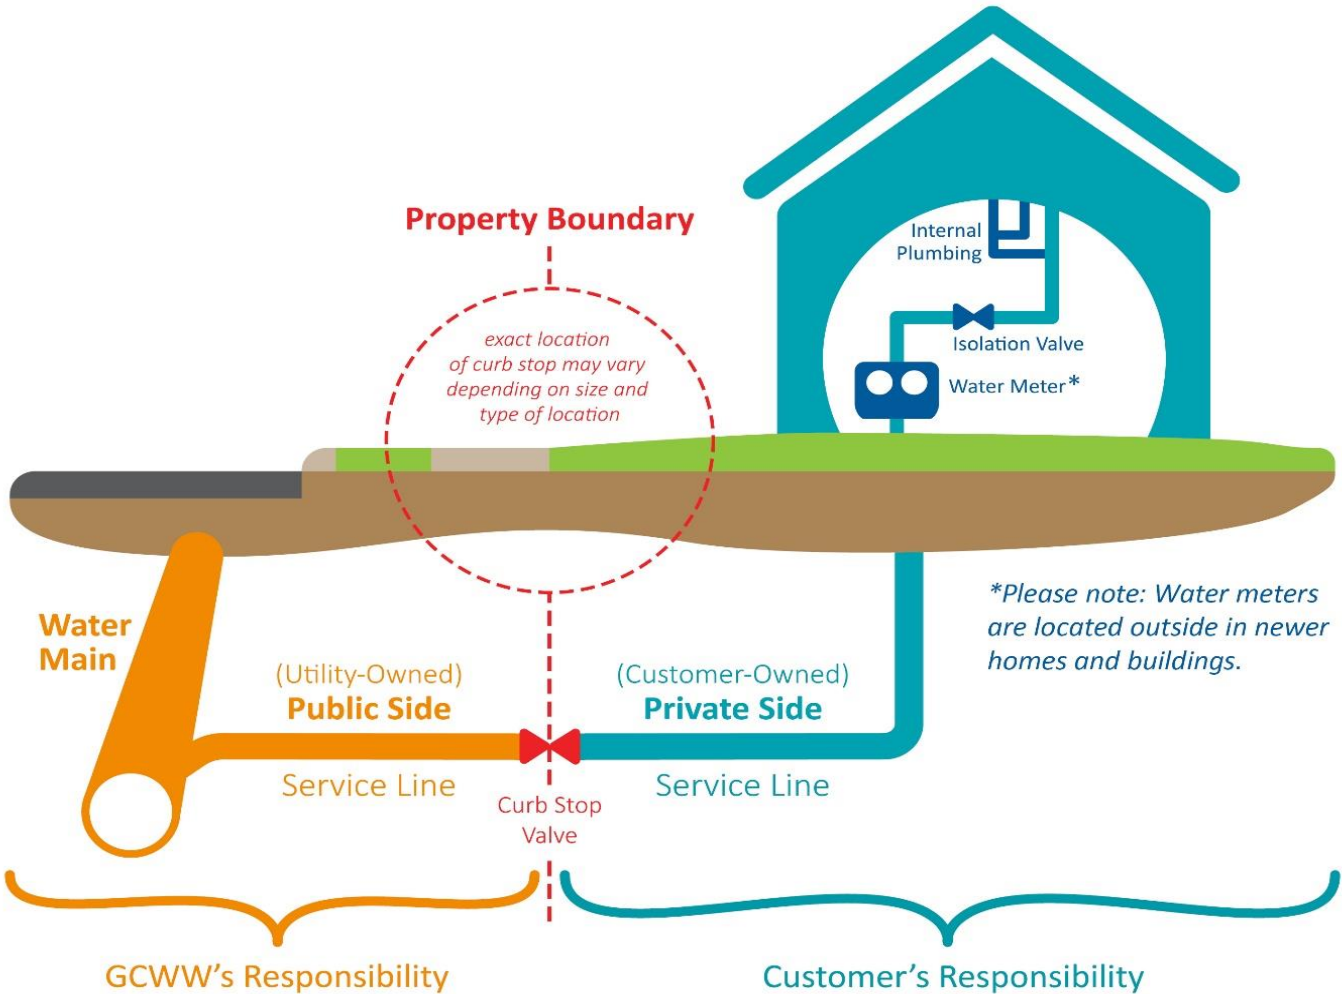 Property Boundary
exact location
of curb stop may vary
depending on size and
type of location
Internal
Plumbing
Isolation Valve
Water Meter*
*Please note: Water meters
are located outside in newer
homes and buildings.
Water
Main
(Utility-Owned)
Public Side
Service Line
(Customer-Owned)
Private Side
Service Line
Curb Stop
Valve
GCWW’s Responsibility
Customer’s Responsibility